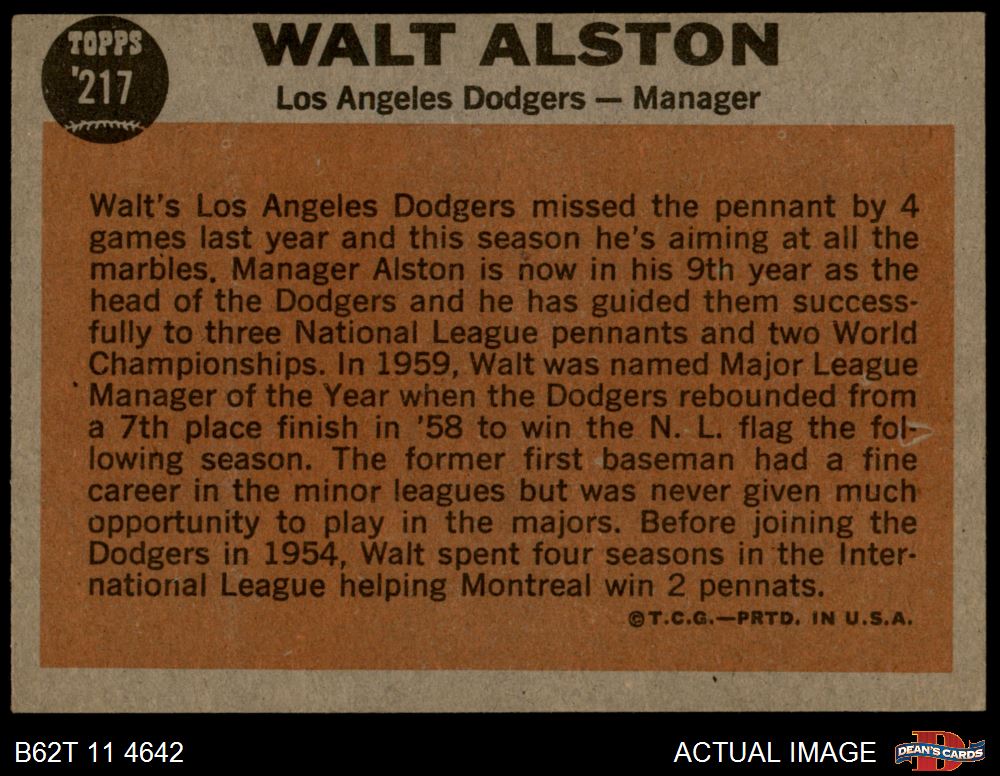 TOPPS
'217
WALT ALSTON
Los Angeles Dodgers — Manager
Walt's Los Angeles Dodgers missed the pennant by 4
games last year and this season he's aiming at all the
marbles. Manager Alston is now in his 9th year as the
head of the Dodgers and he has guided them success-
fully to three National League pennants and two World
Championships. In 1959, Walt was named Major League
Manager of the Year when the Dodgers rebounded from
a 7th place finish in '58 to win the N. L. flag the fol-
lowing season. The former first baseman had a fine
career in the minor leagues but was never given much
opportunity to play in the majors. Before joining the
Dodgers in 1954, Walt spent four seasons in the Inter-
national League helping Montreal win 2 pennats.
©T.C.G.—PRTD. IN U.S.A.
B62T 11 4642
ACTUAL IMAGE
D
DEAN'S CARDS